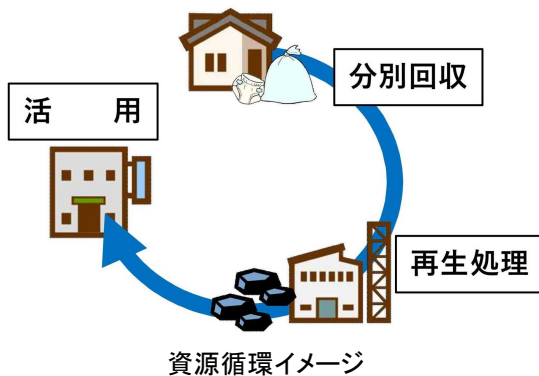 分別回収
活　　用
再生処理
資源循環イメージ